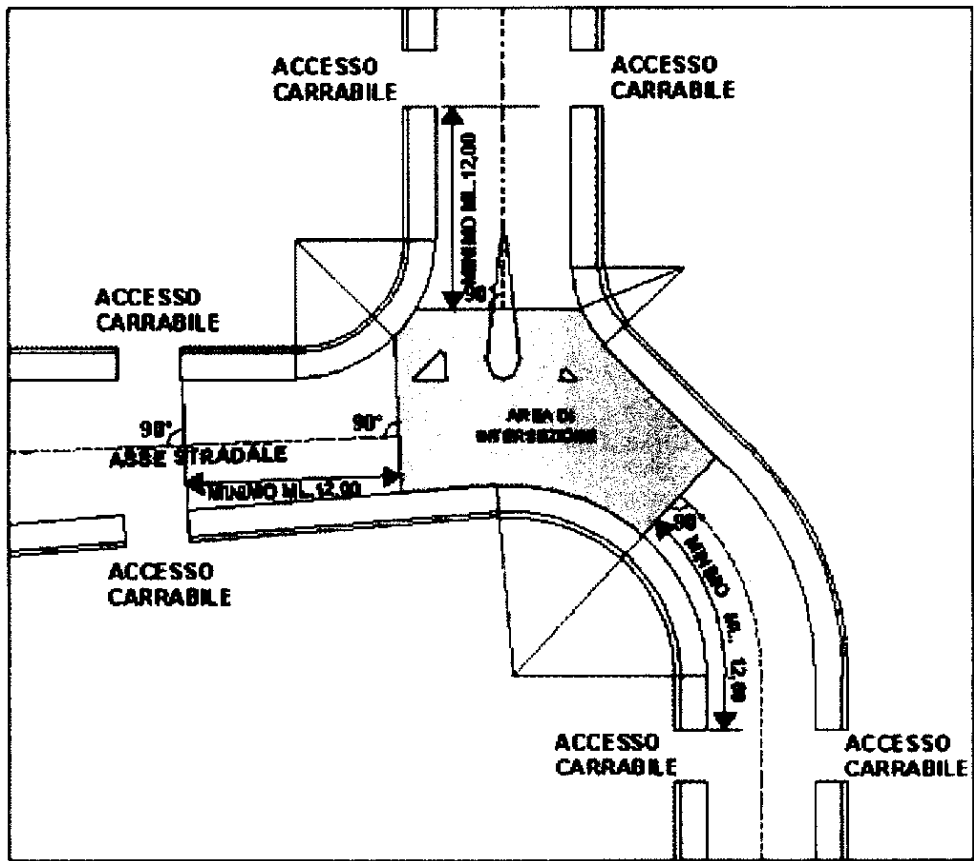 ACCESSO
CARRABILE
ACCESSO
CARRABILE
MINIMO ML. 12,00
90°
ACCESSO
CARRABILE
AREA DI
INTERSEZIONE
90°
90°
ASSE STRADALE
MINIMO ML. 12,00
90°
MINIMO ML. 12,00
ACCESSO
CARRABILE
ACCESSO
CARRABILE
ACCESSO
CARRABILE